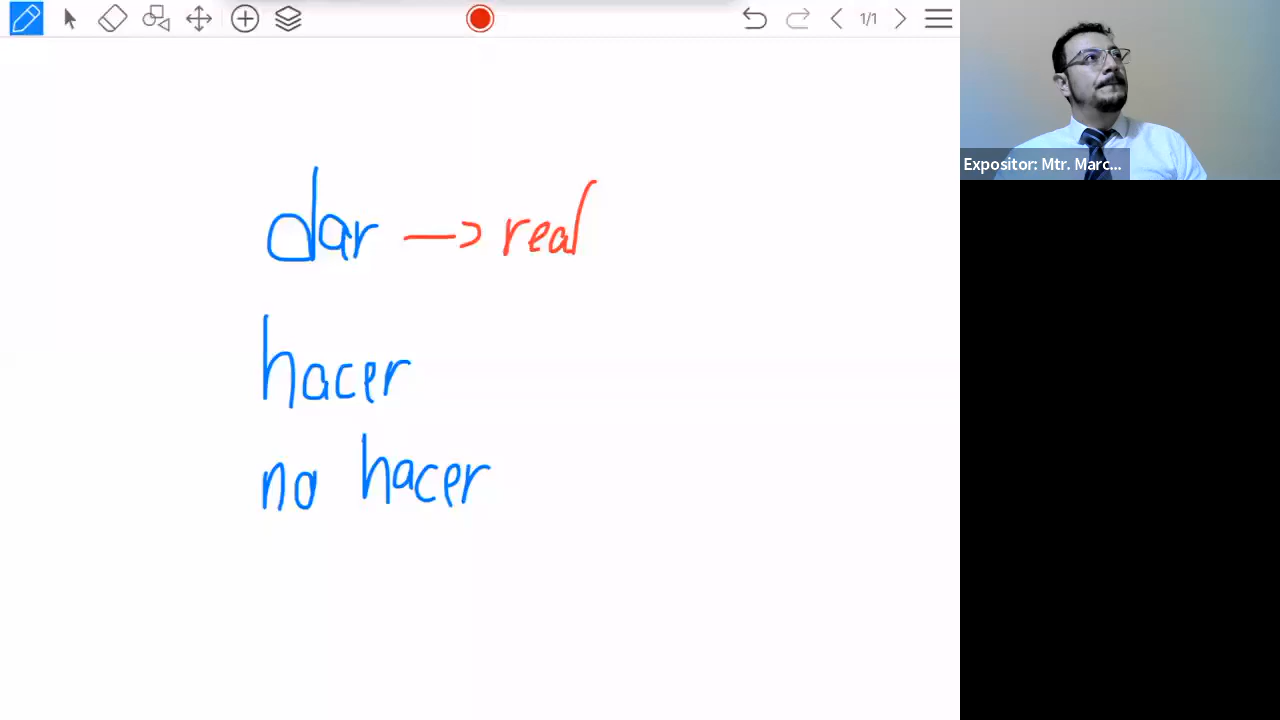 1/1
Expositor: Mtr. Marc...
dar → real
hacer
no hacer